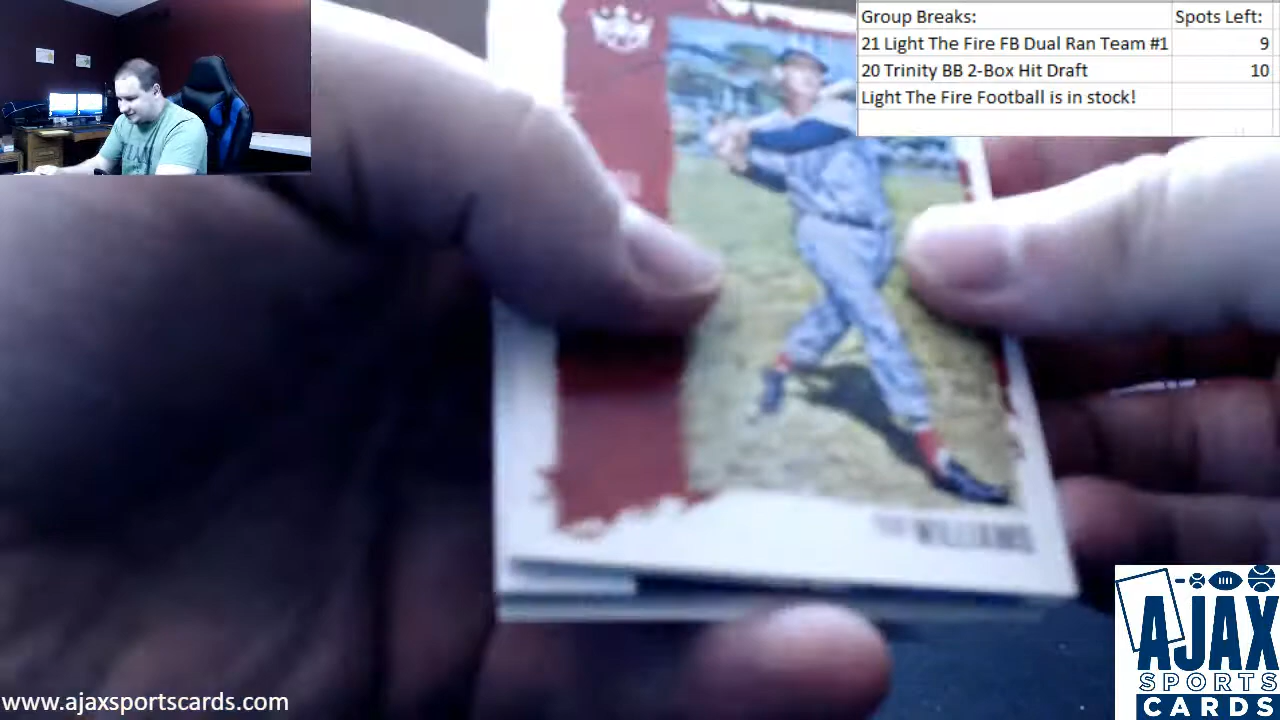 Group Breaks: Spots Left:
21 Light The Fire FB Dual Ran Team #1 9
20 Trinity BB 2-Box Hit Draft 10
Light The Fire Football is in stock!
WILLIAMS
AJAX
SPORTS
CARDS
www.ajaxsportscards.com